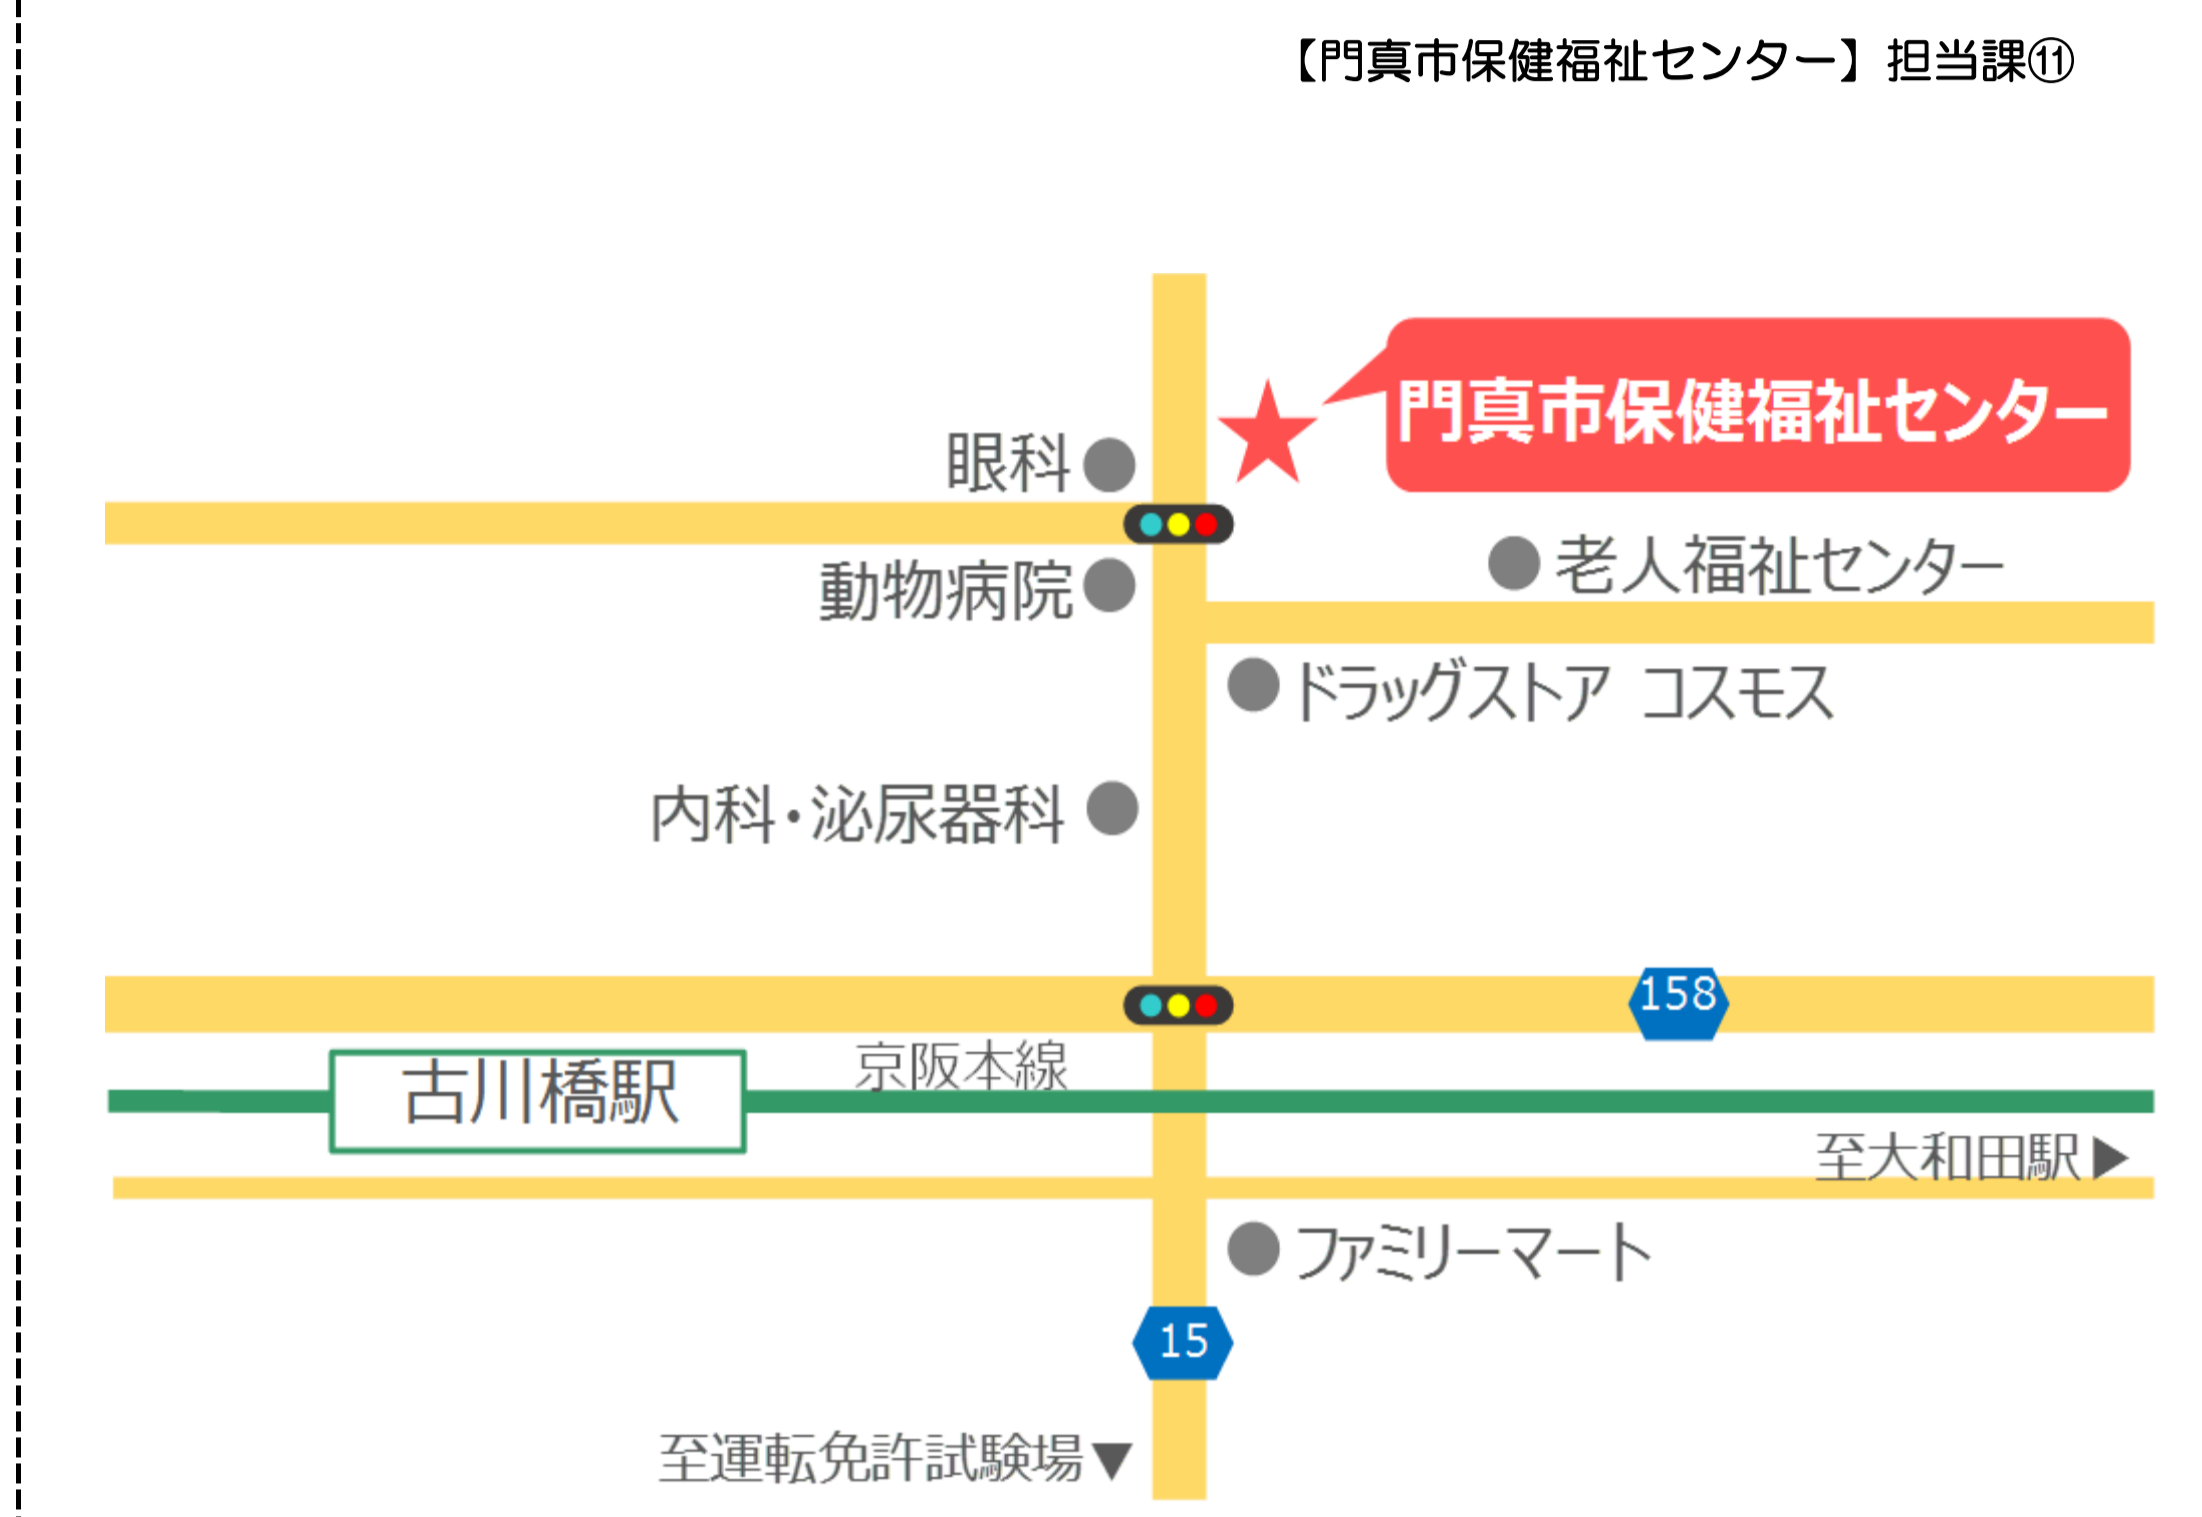 【門真市保健福祉センター】担当課⑪
門真市保健福祉センター
眼科
老人福祉センター
動物病院
ドラッグストア コスモス
内科・泌尿器科
158
京阪本線
古川橋駅
至大和田駅▶
ファミリーマート
15
至運転免許試験場▼